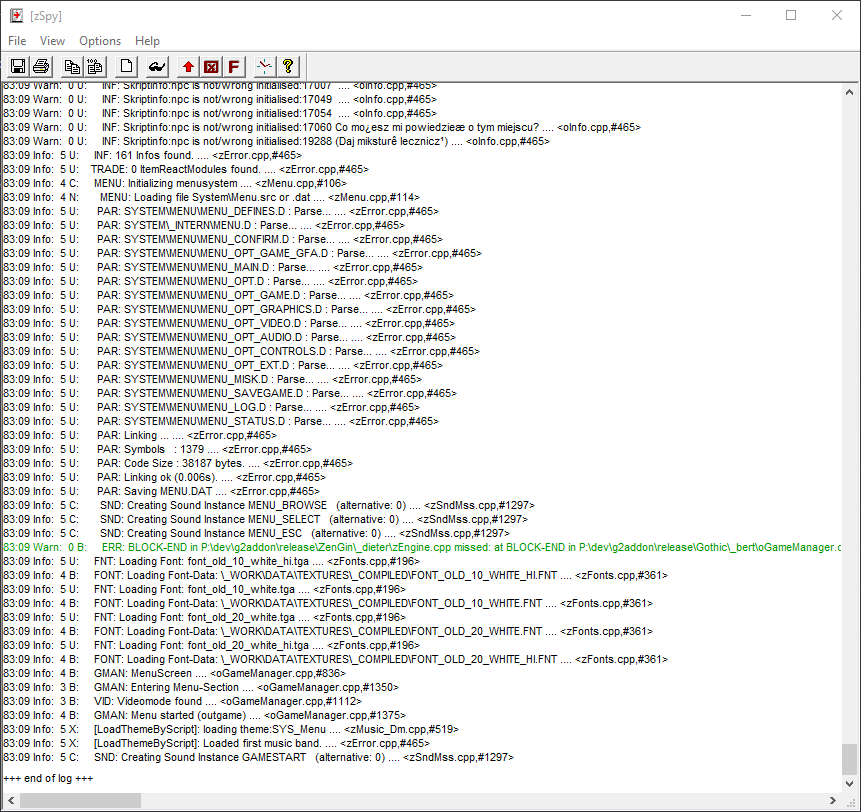 [zSpy]
File View Options Help
83:09 Warn: 0 U: INF: Skriptinfo:npc is not/wrong initialised:17007 .... <oInfo.cpp,#465>
83:09 Warn: 0 U: INF: Skriptinfo:npc is not/wrong initialised:17049 .... <oInfo.cpp,#465>
83:09 Warn: 0 U: INF: Skriptinfo:npc is not/wrong initialised:17054 .... <oInfo.cpp,#465>
83:09 Warn: 0 U: INF: Skriptinfo:npc is not/wrong initialised:17060 Co mo¿esz mi powiedzieæ o tym miejscu? .... <oInfo.cpp,#465>
83:09 Warn: 0 U: INF: Skriptinfo:npc is not/wrong initialised:19288 (Daj miksturê lecznicz¹) .... <oInfo.cpp,#465>
83:09 Info: 5 U: INF: 161 Infos found. .... <zError.cpp,#465>
83:09 Info: 5 U: TRADE: 0 ItemReactModules found. .... <zError.cpp,#465>
83:09 Info: 4 C: MENU: Initializing menusystem .... <zMenu.cpp,#106>
83:09 Info: 4 N: MENU: Loading file System\Menu.src or .dat .... <zMenu.cpp,#114>
83:09 Info: 5 U: PAR: SYSTEM\MENU\MENU_DEFINES.D : Parse... .... <zError.cpp,#465>
83:09 Info: 5 U: PAR: SYSTEM\_INTERN\MENU.D : Parse... .... <zError.cpp,#465>
83:09 Info: 5 U: PAR: SYSTEM\MENU\MENU_CONFIRM.D : Parse... .... <zError.cpp,#465>
83:09 Info: 5 U: PAR: SYSTEM\MENU\MENU_OPT_GAME_GFA.D : Parse... .... <zError.cpp,#465>
83:09 Info: 5 U: PAR: SYSTEM\MENU\MENU_MAIN.D : Parse... .... <zError.cpp,#465>
83:09 Info: 5 U: PAR: SYSTEM\MENU\MENU_OPT.D : Parse... .... <zError.cpp,#465>
83:09 Info: 5 U: PAR: SYSTEM\MENU\MENU_OPT_GAME.D : Parse... .... <zError.cpp,#465>
83:09 Info: 5 U: PAR: SYSTEM\MENU\MENU_OPT_GRAPHICS.D : Parse... .... <zError.cpp,#465>
83:09 Info: 5 U: PAR: SYSTEM\MENU\MENU_OPT_VIDEO.D : Parse... .... <zError.cpp,#465>
83:09 Info: 5 U: PAR: SYSTEM\MENU\MENU_OPT_AUDIO.D : Parse... .... <zError.cpp,#465>
83:09 Info: 5 U: PAR: SYSTEM\MENU\MENU_OPT_CONTROLS.D : Parse... .... <zError.cpp,#465>
83:09 Info: 5 U: PAR: SYSTEM\MENU\MENU_OPT_EXT.D : Parse... .... <zError.cpp,#465>
83:09 Info: 5 U: PAR: SYSTEM\MENU\MENU_MISK.D : Parse... .... <zError.cpp,#465>
83:09 Info: 5 U: PAR: SYSTEM\MENU\MENU_SAVEGAME.D : Parse... .... <zError.cpp,#465>
83:09 Info: 5 U: PAR: SYSTEM\MENU\MENU_LOG.D : Parse... .... <zError.cpp,#465>
83:09 Info: 5 U: PAR: SYSTEM\MENU\MENU_STATUS.D : Parse... .... <zError.cpp,#465>
83:09 Info: 5 U: PAR: Linking ... .... <zError.cpp,#465>
83:09 Info: 5 U: PAR: Symbols : 1379 .... <zError.cpp,#465>
83:09 Info: 5 U: PAR: Code Size : 38187 bytes. .... <zError.cpp,#465>
83:09 Info: 5 U: PAR: Linking ok (0.006s). .... <zError.cpp,#465>
83:09 Info: 5 U: PAR: Saving MENU.DAT .... <zError.cpp,#465>
83:09 Info: 5 C: SND: Creating Sound Instance MENU_BROWSE (alternative: 0) .... <zSndMss.cpp,#1297>
83:09 Info: 5 C: SND: Creating Sound Instance MENU_SELECT (alternative: 0) .... <zSndMss.cpp,#1297>
83:09 Info: 5 C: SND: Creating Sound Instance MENU_ESC (alternative: 0) .... <zSndMss.cpp,#1297>
83:09 Warn: 0 B: ERR: BLOCK-END in P:\dev\g2addon\release\ZenGin\_dieter\zEngine.cpp missed: at BLOCK-END in P:\dev\g2addon\release\Gothic\_bert\oGameManager.c
83:09 Info: 5 U: FNT: Loading Font: font_old_10_white_hi.tga .... <zFonts.cpp,#196>
83:09 Info: 4 B: FONT: Loading Font-Data: \_WORK\DATA\TEXTURES\_COMPILED\FONT_OLD_10_WHITE_HI.FNT .... <zFonts.cpp,#361>
83:09 Info: 5 U: FNT: Loading Font: font_old_10_white.tga .... <zFonts.cpp,#196>
83:09 Info: 4 B: FONT: Loading Font-Data: \_WORK\DATA\TEXTURES\_COMPILED\FONT_OLD_10_WHITE.FNT .... <zFonts.cpp,#361>
83:09 Info: 5 U: FNT: Loading Font: font_old_20_white.tga .... <zFonts.cpp,#196>
83:09 Info: 4 B: FONT: Loading Font-Data: \_WORK\DATA\TEXTURES\_COMPILED\FONT_OLD_20_WHITE.FNT .... <zFonts.cpp,#361>
83:09 Info: 5 U: FNT: Loading Font: font_old_20_white_hi.tga .... <zFonts.cpp,#196>
83:09 Info: 4 B: FONT: Loading Font-Data: \_WORK\DATA\TEXTURES\_COMPILED\FONT_OLD_20_WHITE_HI.FNT .... <zFonts.cpp,#361>
83:09 Info: 4 B: GMAN: MenuScreen .... <oGameManager.cpp,#836>
83:09 Info: 3 B: GMAN: Entering Menu-Section .... <oGameManager.cpp,#1350>
83:09 Info: 3 B: VID: Videomode found .... <oGameManager.cpp,#1112>
83:09 Info: 4 B: GMAN: Menu started (outgame) .... <oGameManager.cpp,#1375>
83:09 Info: 5 X: [LoadThemeByScript]: loading theme:SYS_Menu .... <zMusic_Dm.cpp,#519>
83:09 Info: 5 X: [LoadThemeByScript]: Loaded first music band. .... <zError.cpp,#465>
83:09 Info: 5 C: SND: Creating Sound Instance GAMESTART (alternative: 0) .... <zSndMss.cpp,#1297>
+++ end of log +++